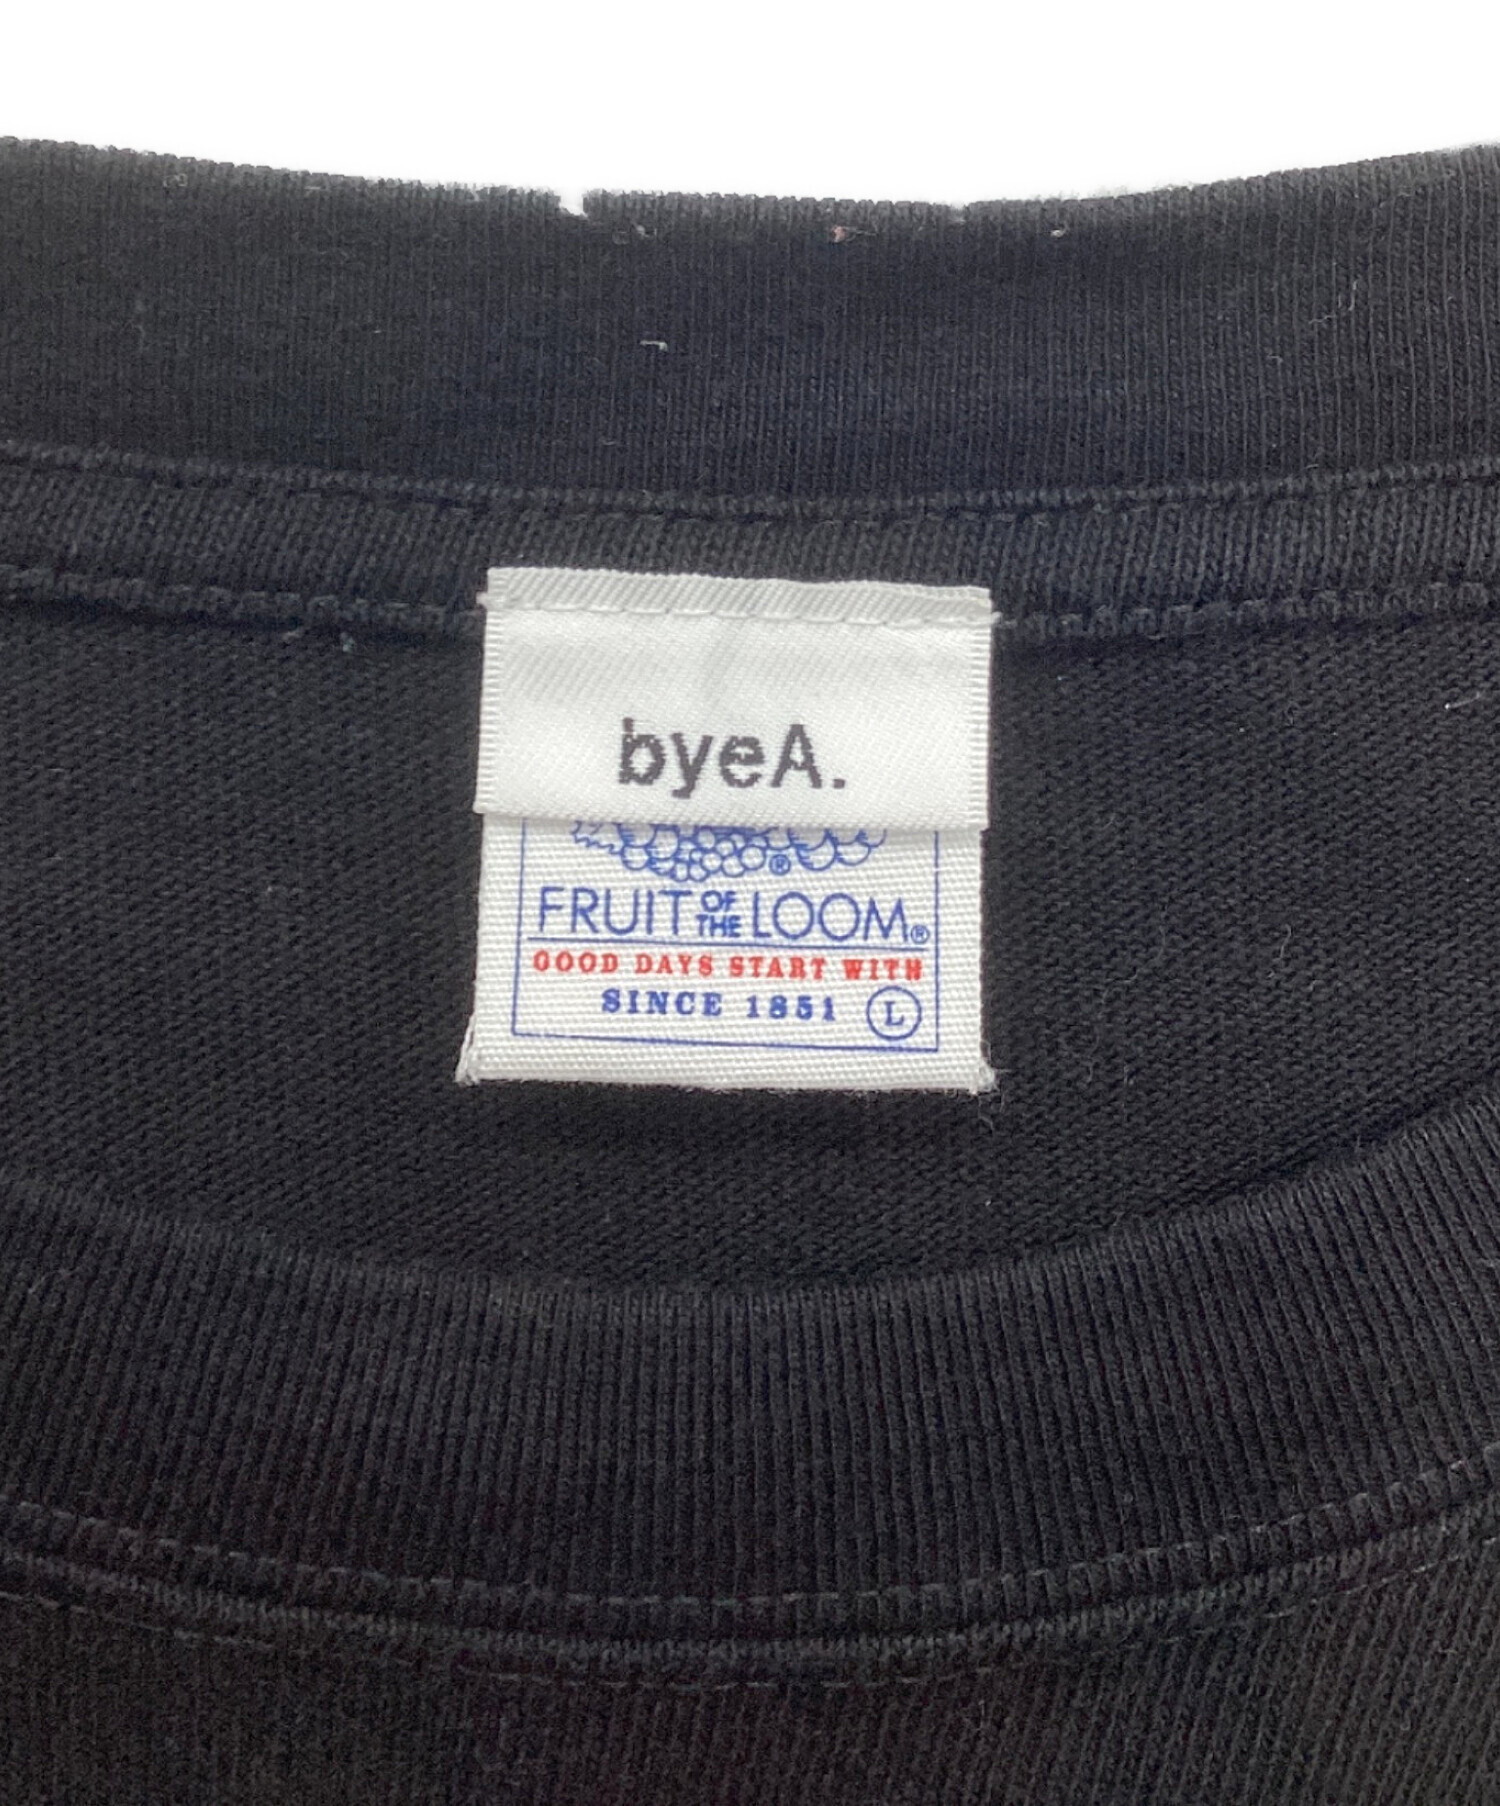 byeA.
®
FRUIT OF THE LOOM®
GOOD DAYS START WITH
SINCE 1851 L